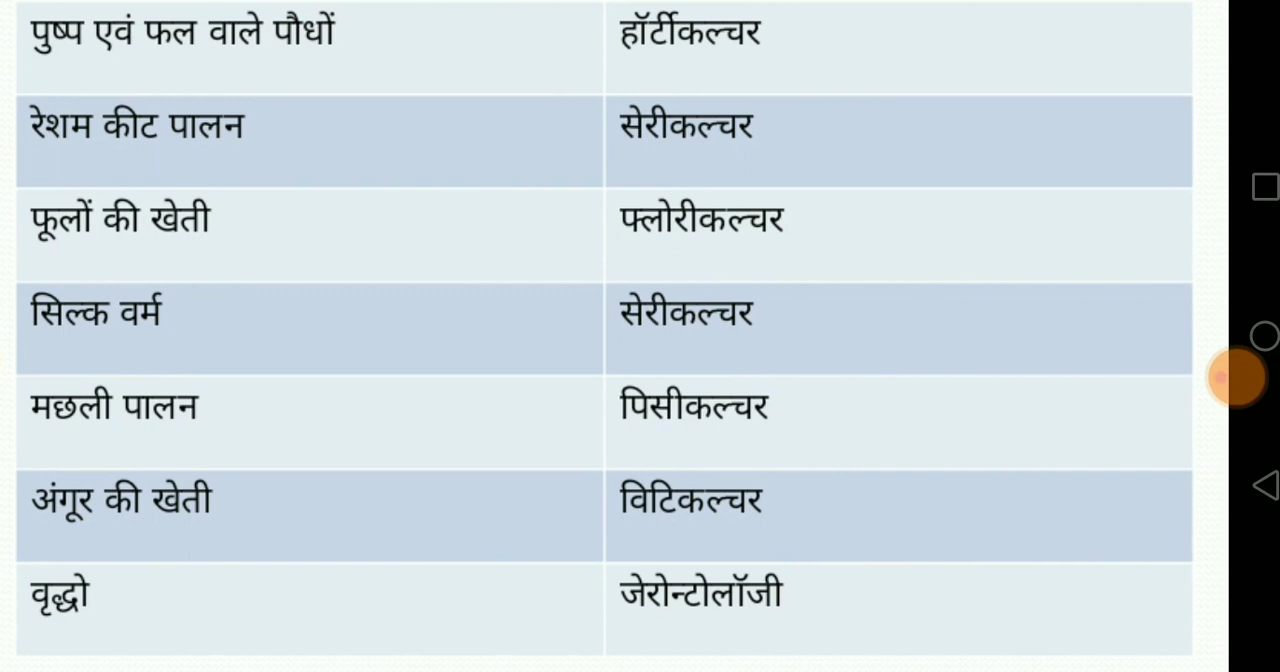 पुष्प एवं फल वाले पौधों हॉर्टीकल्चर
रेशम कीट पालन सेरीकल्चर
फूलों की खेती फ्लोरीकल्चर
सिल्क वर्म सेरीकल्चर
मछली पालन पिसीकल्चर
अंगूर की खेती विटिकल्चर
वृद्धो जेरोन्टोलॉजी